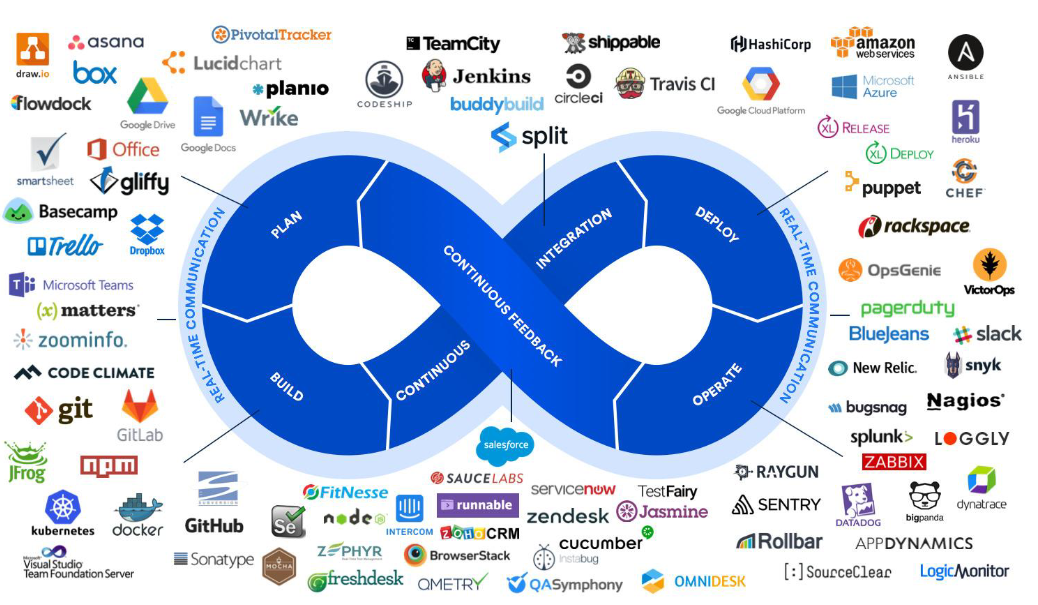 PivotalTracker
asana
draw.io
box
Lucidchart
flowdock
Google Drive
planio
Google Docs
Wrike
smartsheet
Office
gliffy
Basecamp
Trello
Dropbox
TC
TeamCity
shippable
CODESHIP
Jenkins
circleci
Travis CI
buddybuild
split
HashiCorp
amazon
web services
ANSIBLE
Google Cloud Platform
Microsoft
Azure
XL RELEASE
heroku
XL DEPLOY
puppet
CHEF
rackspace
PLAN
INTEGRATION
DEPLOY
REAL-TIME COMMUNICATION
CONTINUOUS FEEDBACK
REAL-TIME COMMUNICATION
BUILD
CONTINUOUS
OPERATE
Microsoft Teams
(x)matters
zoominfo.
CODE CLIMATE
git
GitLab
JFrog
npm
kubernetes
docker
SUBVERSION
GitHub
Microsoft
Visual Studio
Team Foundation Server
Sonatype
OpsGenie
VictorOps
pagerduty
BlueJeans
slack
New Relic.
snyk
bugsnag
Nagios®
splunk>
LOGGLY
ZABBIX
RAYGUN
SENTRY
DATADOG
bigpanda
dynatrace
Rollbar
APPDYNAMICS
[:]SourceClear
LogicMonitor
salesforce
SAUCELABS
FitNesse
Se
node
JS
INTERCOM
runnable
servicenow
TestFairy
zendesk
Jasmine
ZOHO CRM
MOCHA
ZEPHYR
BrowserStack
cucumber
instabug
freshdesk
QMETRY
QASymphony
OMNIDESK